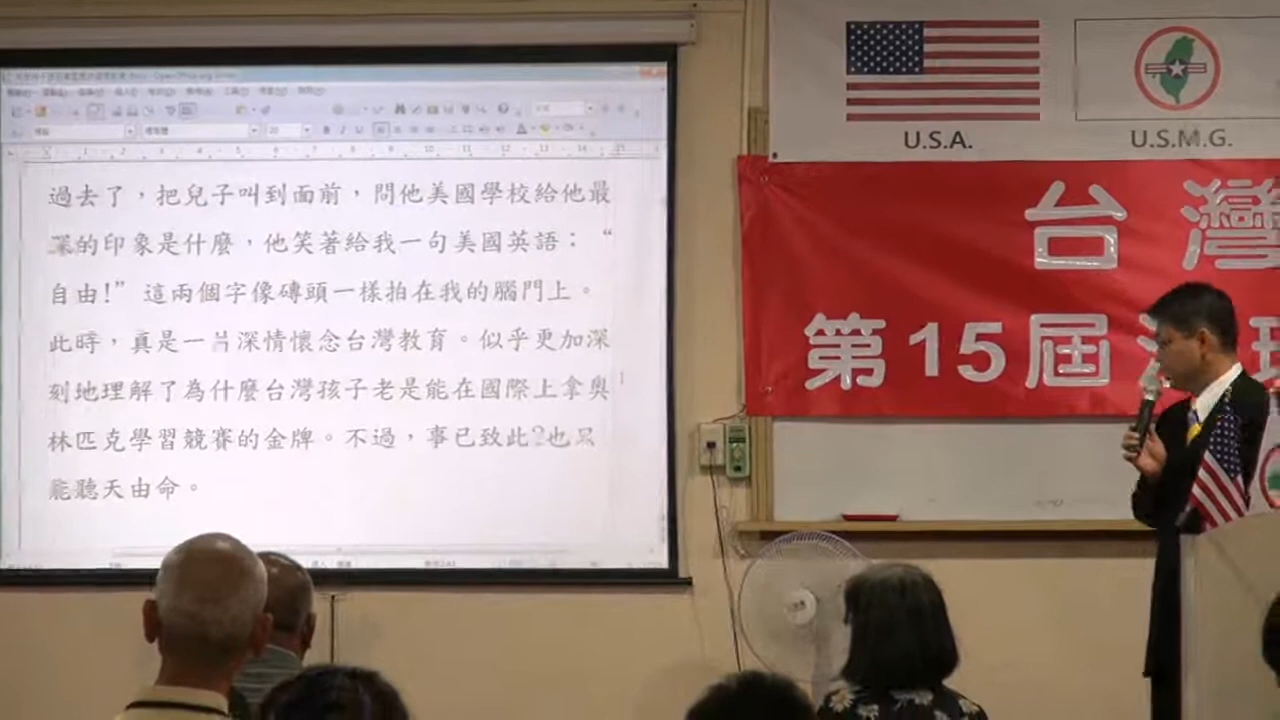 過去了，把兒子叫到面前，問他美國學校給他最
的印象是什麼，他笑著給我一句美國英語：“
自由!”這兩個字像磚頭一樣拍在我的腦門上。
此時，真是一片深情懷念台灣教育。似乎更加深
刻地理解了為什麼台灣孩子老是能在國際上拿奧
林匹克學習競賽的金牌。不過，事已致此?也只
能聽天由命。
U.S.A.
U.S.M.G.
台灣
第15屆法理